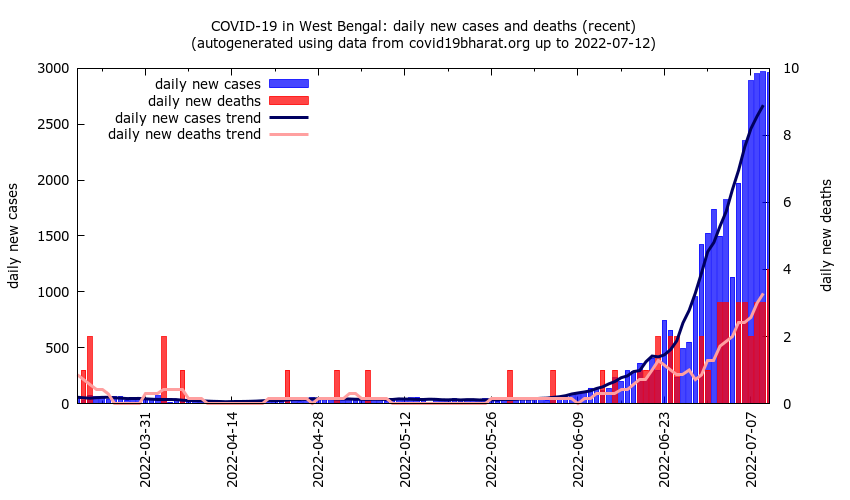 COVID-19 in West Bengal: daily new cases and deaths (recent)
(autogenerated using data from covid19bharat.org up to 2022-07-12)
daily new cases
daily new deaths
daily new cases trend
daily new deaths trend
3000
2500
2000
1500
1000
500
0
daily new cases
10
8
6
4
2
0
daily new deaths
2022-03-31
2022-04-14
2022-04-28
2022-05-12
2022-05-26
2022-06-09
2022-06-23
2022-07-07